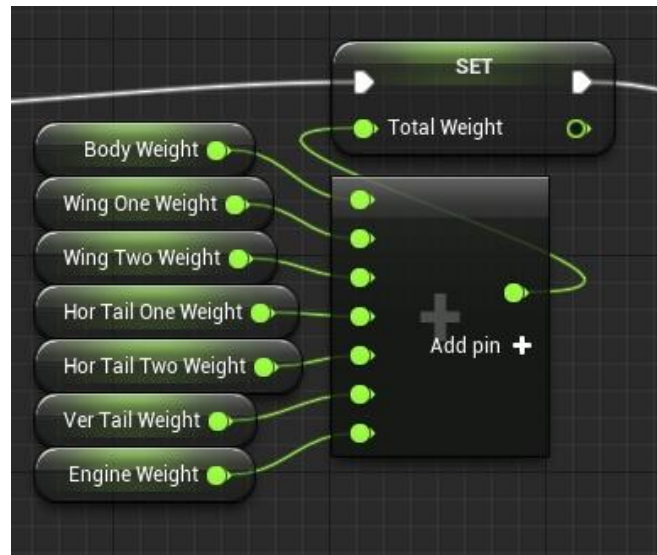 SET
Total Weight
Body Weight
Wing One Weight
Wing Two Weight
Hor Tail One Weight
Hor Tail Two Weight
Ver Tail Weight
Engine Weight
Add pin +